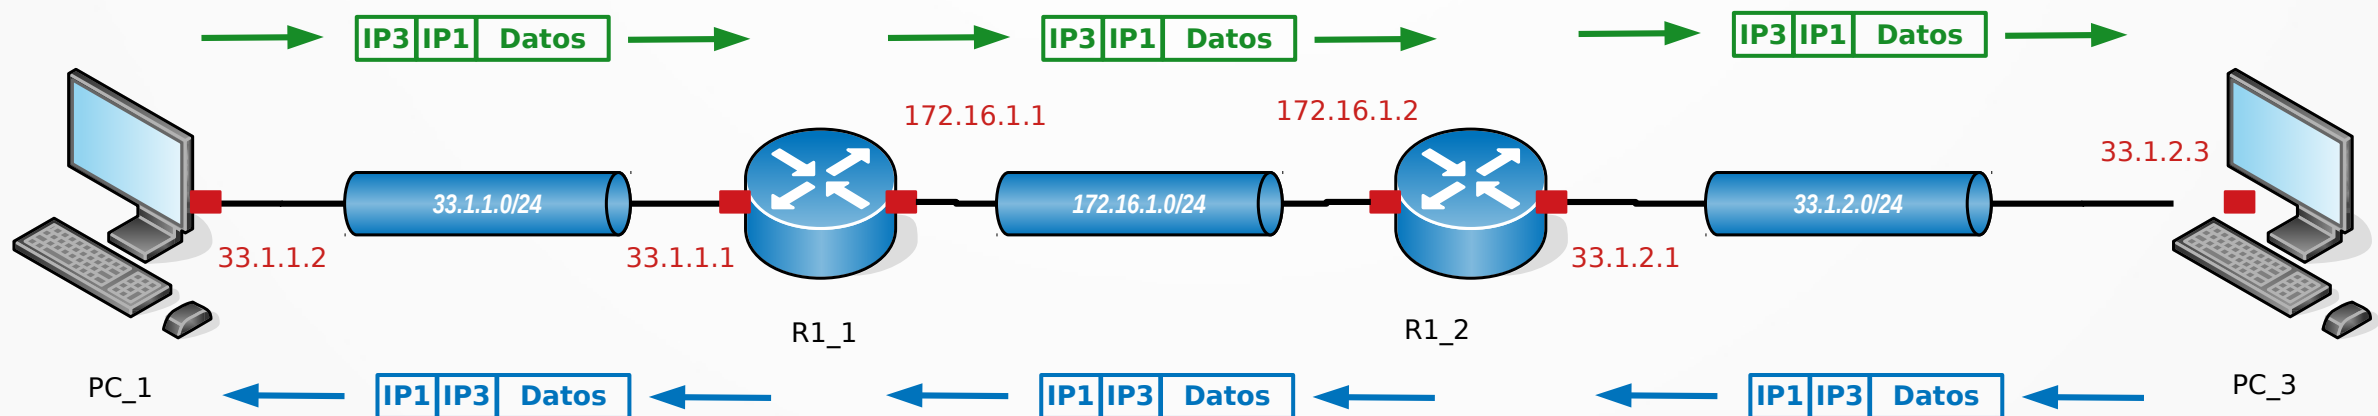 IP3 IP1 Datos IP3 IP1 Datos IP3 IP1 Datos
172.16.1.1 172.16.1.2
33.1.2.3
33.1.1.0/24 172.16.1.0/24 33.1.2.0/24
33.1.1.2 33.1.1.1 33.1.2.1
R1_1 R1_2
PC_1 PC_3
IP1 IP3 Datos IP1 IP3 Datos IP1 IP3 Datos